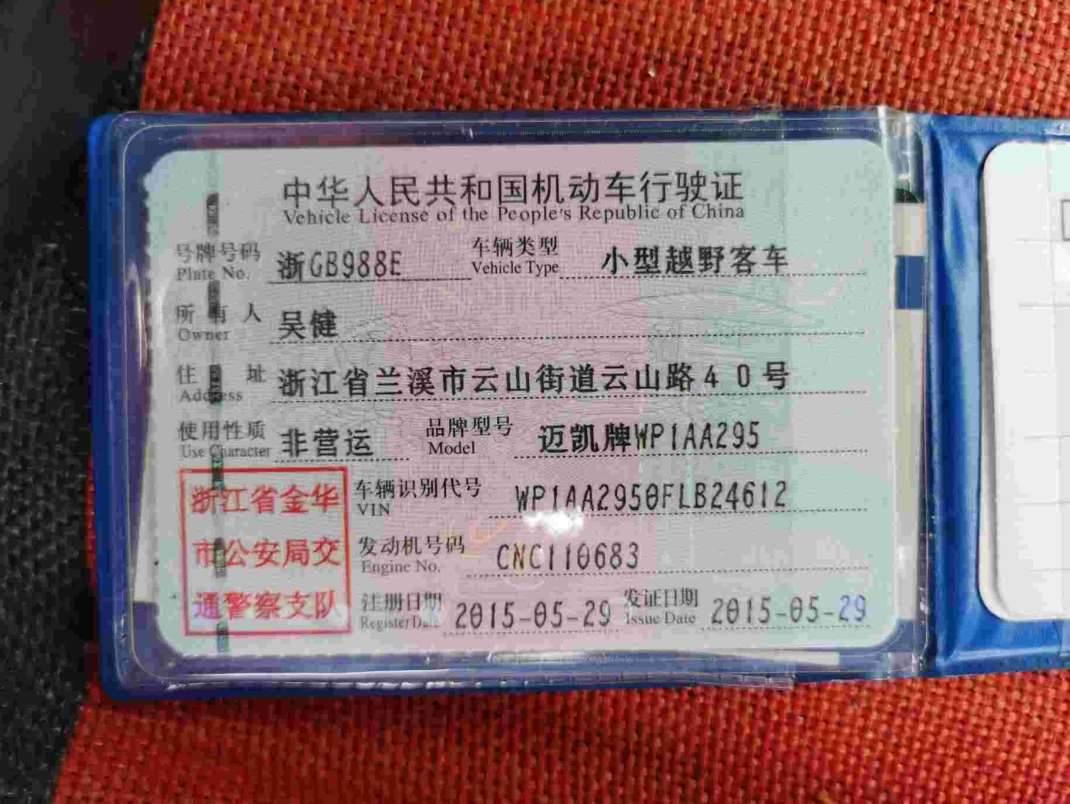 中华人民共和国机动车行驶证
Vehicle License of the People's Republic of China
号牌号码 浙GB988E 车辆类型 小型越野客车
Plate No. Vehicle Type
所有人 吴健
Owner
住址 浙江省兰溪市云山街道云山路40号
Address
使用性质 非营运 品牌型号 迈凯牌WP1AA295
Use Character Model
浙江省金华 车辆识别代号 WP1AA2950FLB24612
VIN
市公安局交 发动机号码 CNC110683
Engine No.
通警察支队 注册日期 2015-05-29 发证日期 2015-05-29
Register Date Issue Date